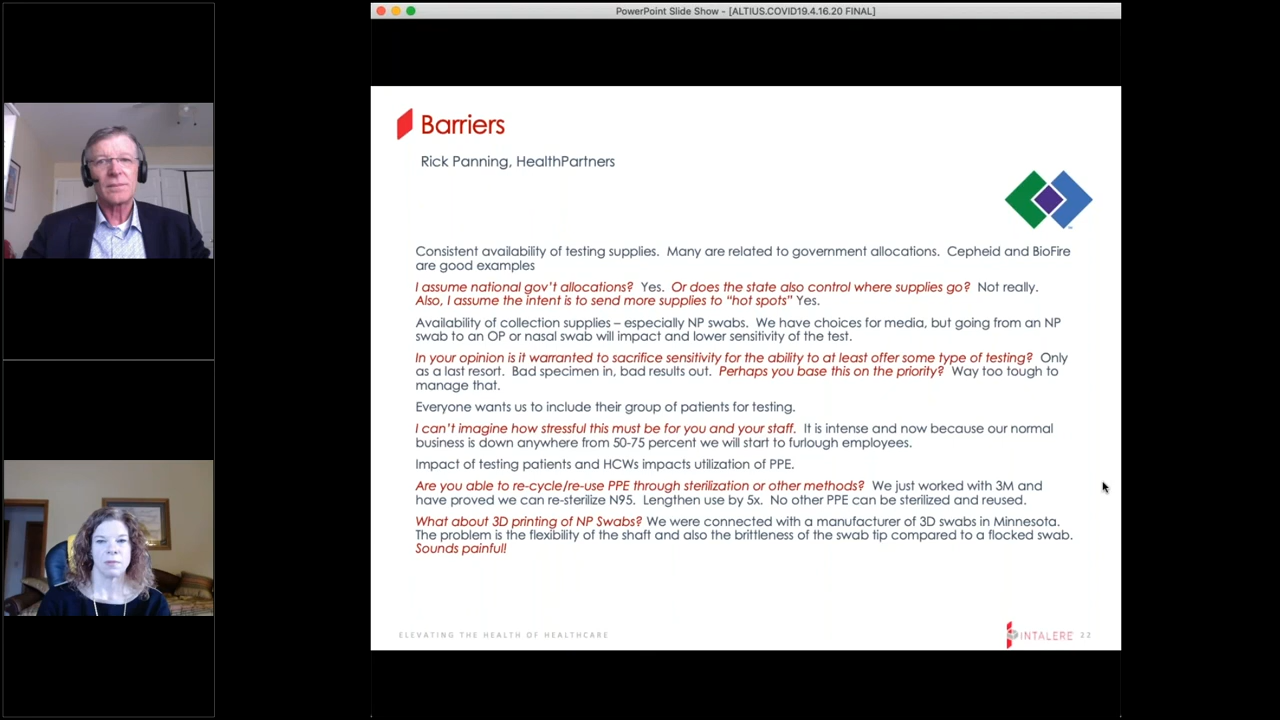 PowerPoint Slide Show - [ALTIUS.COVID19.4.16.20 FINAL]
Barriers
Rick Panning, HealthPartners
Consistent availability of testing supplies. Many are related to government allocations. Cepheid and BioFire
are good examples
I assume national gov't allocations? Yes. Or does the state also control where supplies go? Not really.
Also, I assume the intent is to send more supplies to “hot spots” Yes.
Availability of collection supplies – especially NP swabs. We have choices for media, but going from an NP
swab to an OP or nasal swab will impact and lower sensitivity of the test.
In your opinion is it warranted to sacrifice sensitivity for the ability to at least offer some type of testing? Only
as a last resort. Bad specimen in, bad results out. Perhaps you base this on the priority? Way too tough to
manage that.
Everyone wants us to include their group of patients for testing.
I can't imagine how stressful this must be for you and your staff. It is intense and now because our normal
business is down anywhere from 50-75 percent we will start to furlough employees.
Impact of testing patients and HCWs impacts utilization of PPE.
Are you able to re-cycle/re-use PPE through sterilization or other methods? We just worked with 3M and
have proved we can re-sterilize N95. Lengthen use by 5x. No other PPE can be sterilized and reused.
What about 3D printing of NP Swabs? We were connected with a manufacturer of 3D swabs in Minnesota.
The problem is the flexibility of the shaft and also the brittleness of the swab tip compared to a flocked swab.
Sounds painful!
ELEVATING THE HEALTH OF HEALTHCARE
INTALERE 22